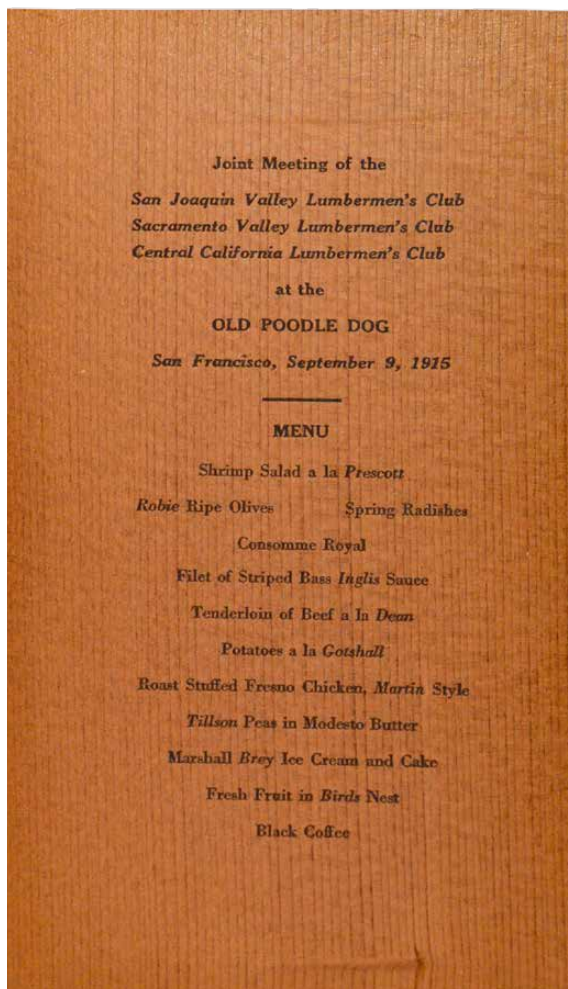 Joint Meeting of the
San Joaquin Valley Lumbermen's Club
Sacramento Valley Lumbermen's Club
Central California Lumbermen's Club
at the
OLD POODLE DOG
San Francisco, September 9, 1915
MENU
Shrimp Salad a la Prescott
Robie Ripe Olives Spring Radishes
Consomme Royal
Filet of Striped Bass Inglis Sauce
Tenderloin of Beef a la Dean
Potatoes a la Gotshall
Roast Stuffed Fresno Chicken, Martin Style
Tillson Peas in Modesto Butter
Marshall Brey Ice Cream and Cake
Fresh Fruit in Birds Nest
Black Coffee